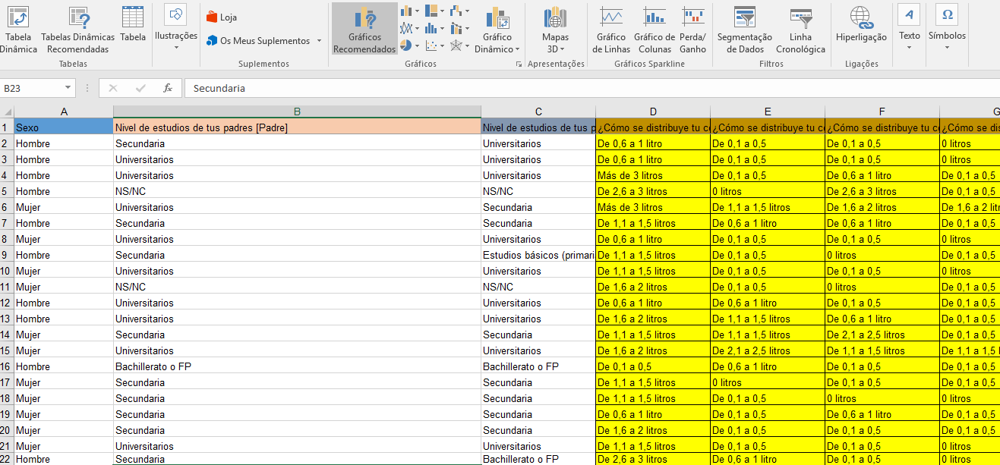 Tabela Dinâmica
Tabelas Dinâmicas Recomendadas
Tabela
Tabelas
Ilustrações
Loja
Os Meus Suplementos
Suplementos
Gráficos Recomendados
Gráfico Dinâmico
Gráficos
Mapas 3D
Apresentações
Gráfico de Linhas
Gráfico de Colunas
Perda/ Ganho
Gráficos Sparkline
Segmentação de Dados
Linha Cronológica
Filtros
Hiperligação
Ligações
A
Texto
Ω
Símbolos
B23 fx Secundaria
A B C D E F G
1 Sexo Nivel de estudios de tus padres [Padre] Nivel de estudios de tus p ¿Cómo se distribuye tu co ¿Cómo se distribuye tu co ¿Cómo se distribuye tu co ¿Cómo se dis
2 Hombre Secundaria Universitarios De 0,6 a 1 litro De 0,1 a 0,5 De 0,1 a 0,5 0 litros
3 Hombre Universitarios Universitarios De 0,6 a 1 litro De 0,1 a 0,5 De 0,1 a 0,5 0 litros
4 Hombre Universitarios Universitarios Más de 3 litros De 0,1 a 0,5 De 0,6 a 1 litro De 0,1 a 0,5
5 Hombre NS/NC NS/NC De 2,6 a 3 litros 0 litros De 2,6 a 3 litros De 0,1 a 0,5
6 Mujer Universitarios Secundaria Más de 3 litros De 1,1 a 1,5 litros De 1,6 a 2 litros De 1,6 a 2 litr
7 Hombre Secundaria Secundaria De 1,1 a 1,5 litros De 0,6 a 1 litro De 0,6 a 1 litro De 0,1 a 0,5
8 Mujer Universitarios Universitarios De 0,6 a 1 litro De 0,1 a 0,5 De 0,1 a 0,5 0 litros
9 Hombre Secundaria Estudios básicos (primari De 1,1 a 1,5 litros De 0,1 a 0,5 0 litros De 0,1 a 0,5
10 Mujer Universitarios Universitarios De 1,1 a 1,5 litros De 0,1 a 0,5 De 0,1 a 0,5 0 litros
11 Mujer NS/NC NS/NC De 1,6 a 2 litros De 0,1 a 0,5 0 litros De 0,1 a 0,5
12 Hombre Universitarios Universitarios De 0,6 a 1 litro De 0,6 a 1 litro De 0,1 a 0,5 De 0,1 a 0,5
13 Hombre Universitarios Universitarios De 1,6 a 2 litros De 1,1 a 1,5 litros De 0,6 a 1 litro De 0,1 a 0,5
14 Mujer Secundaria Secundaria De 1,1 a 1,5 litros De 1,1 a 1,5 litros De 2,1 a 2,5 litros De 0,1 a 0,5
15 Mujer Universitarios Universitarios De 1,6 a 2 litros De 2,1 a 2,5 litros De 1,1 a 1,5 litros De 1,1 a 1,5 l
16 Hombre Bachillerato o FP Bachillerato o FP De 0,1 a 0,5 De 0,6 a 1 litro De 0,1 a 0,5 De 0,1 a 0,5
17 Mujer Secundaria Secundaria De 1,1 a 1,5 litros 0 litros De 0,1 a 0,5 De 0,1 a 0,5
18 Mujer Secundaria Secundaria De 1,1 a 1,5 litros De 0,1 a 0,5 0 litros 0 litros
19 Mujer Secundaria Secundaria De 0,6 a 1 litro De 0,1 a 0,5 De 0,6 a 1 litro De 0,1 a 0,5
20 Mujer Secundaria Secundaria De 1,6 a 2 litros De 0,1 a 0,5 De 0,1 a 0,5 De 0,1 a 0,5
21 Mujer Universitarios Universitarios De 1,1 a 1,5 litros De 0,1 a 0,5 De 0,1 a 0,5 0 litros
22 Hombre Secundaria Bachillerato o FP De 2,6 a 3 litros De 0,6 a 1 litro De 0,1 a 0,5 0 litros